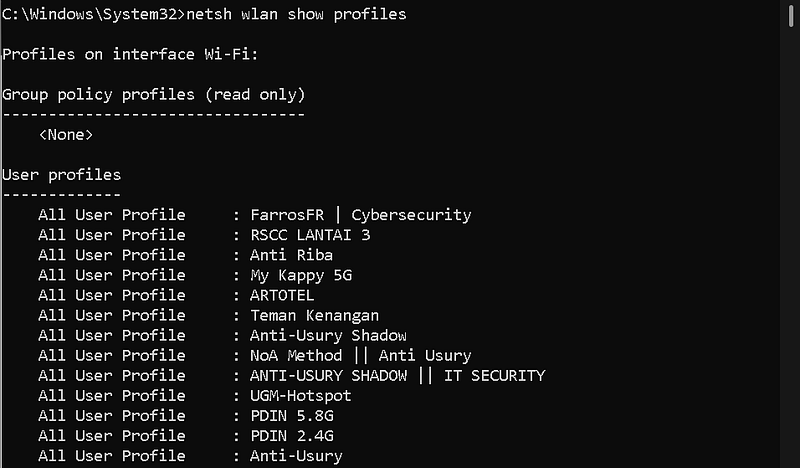 C:\Windows\System32>netsh wlan show profiles
Profiles on interface Wi-Fi:
Group policy profiles (read only)
---------------------------------
    <None>
User profiles
-------------
    All User Profile     : FarrosFR | Cybersecurity
    All User Profile     : RSCC LANTAI 3
    All User Profile     : Anti Riba
    All User Profile     : My Kappy 5G
    All User Profile     : ARTOTEL
    All User Profile     : Teman Kenangan
    All User Profile     : Anti-Usury Shadow
    All User Profile     : NoA Method || Anti Usury
    All User Profile     : ANTI-USURY SHADOW || IT SECURITY
    All User Profile     : UGM-Hotspot
    All User Profile     : PDIN 5.8G
    All User Profile     : PDIN 2.4G
    All User Profile     : Anti-Usury